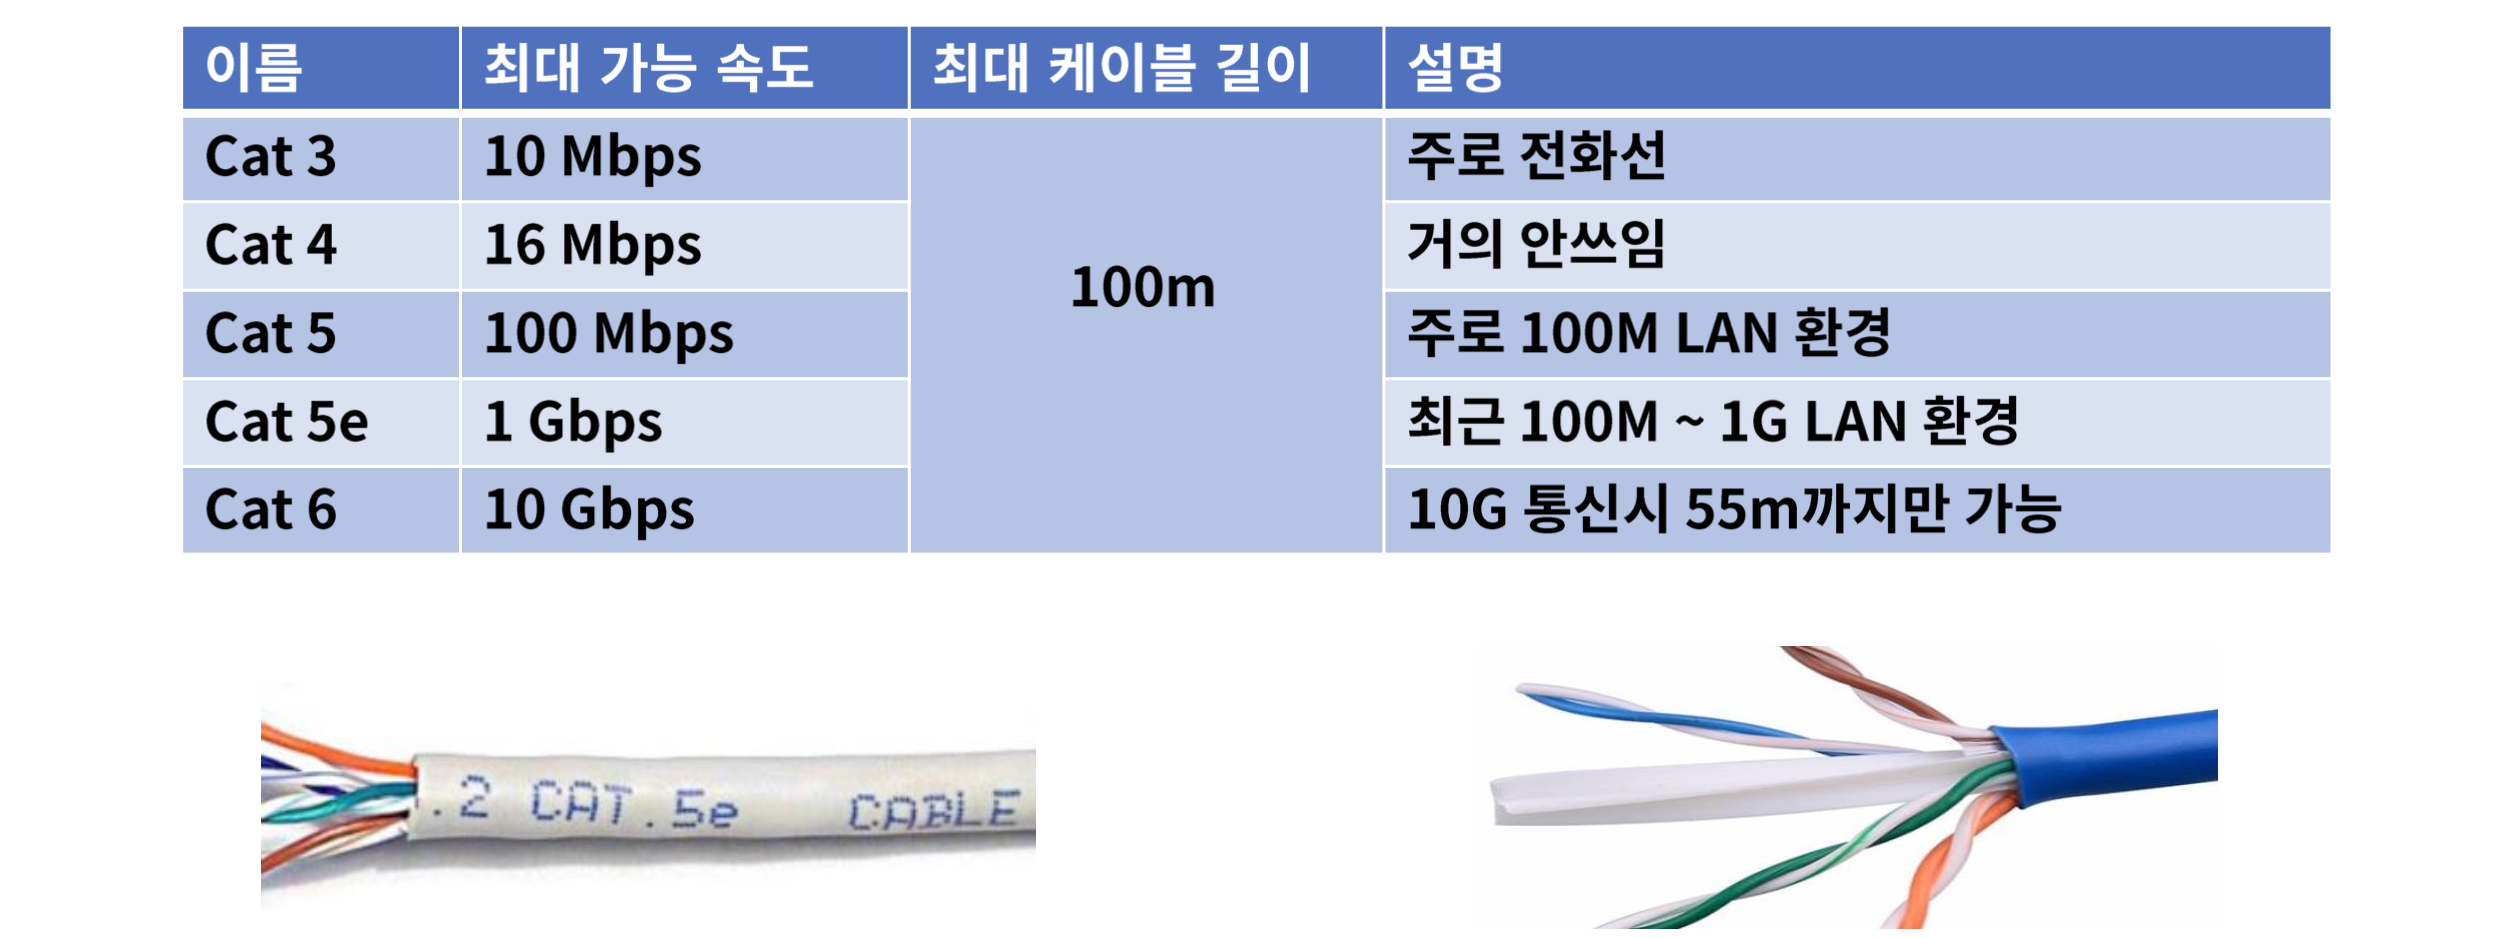 이름 최대 가능 속도 최대 케이블 길이 설명
Cat 3 10 Mbps 주로 전화선
Cat 4 16 Mbps 거의 안쓰임
100m
Cat 5 100 Mbps 주로 100M LAN 환경
Cat 5e 1 Gbps 최근 100M ~ 1G LAN 환경
Cat 6 10 Gbps 10G 통신시 55m까지만 가능
.2 CAT.5e CABLE